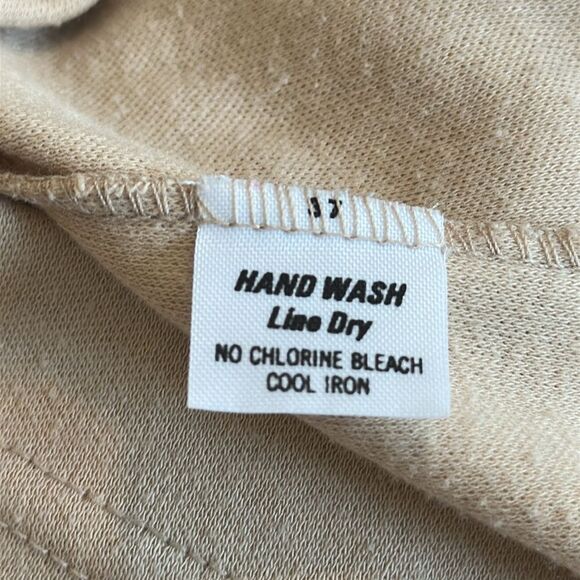 HAND WASH
Line Dry
NO CHLORINE BLEACH
COOL IRON